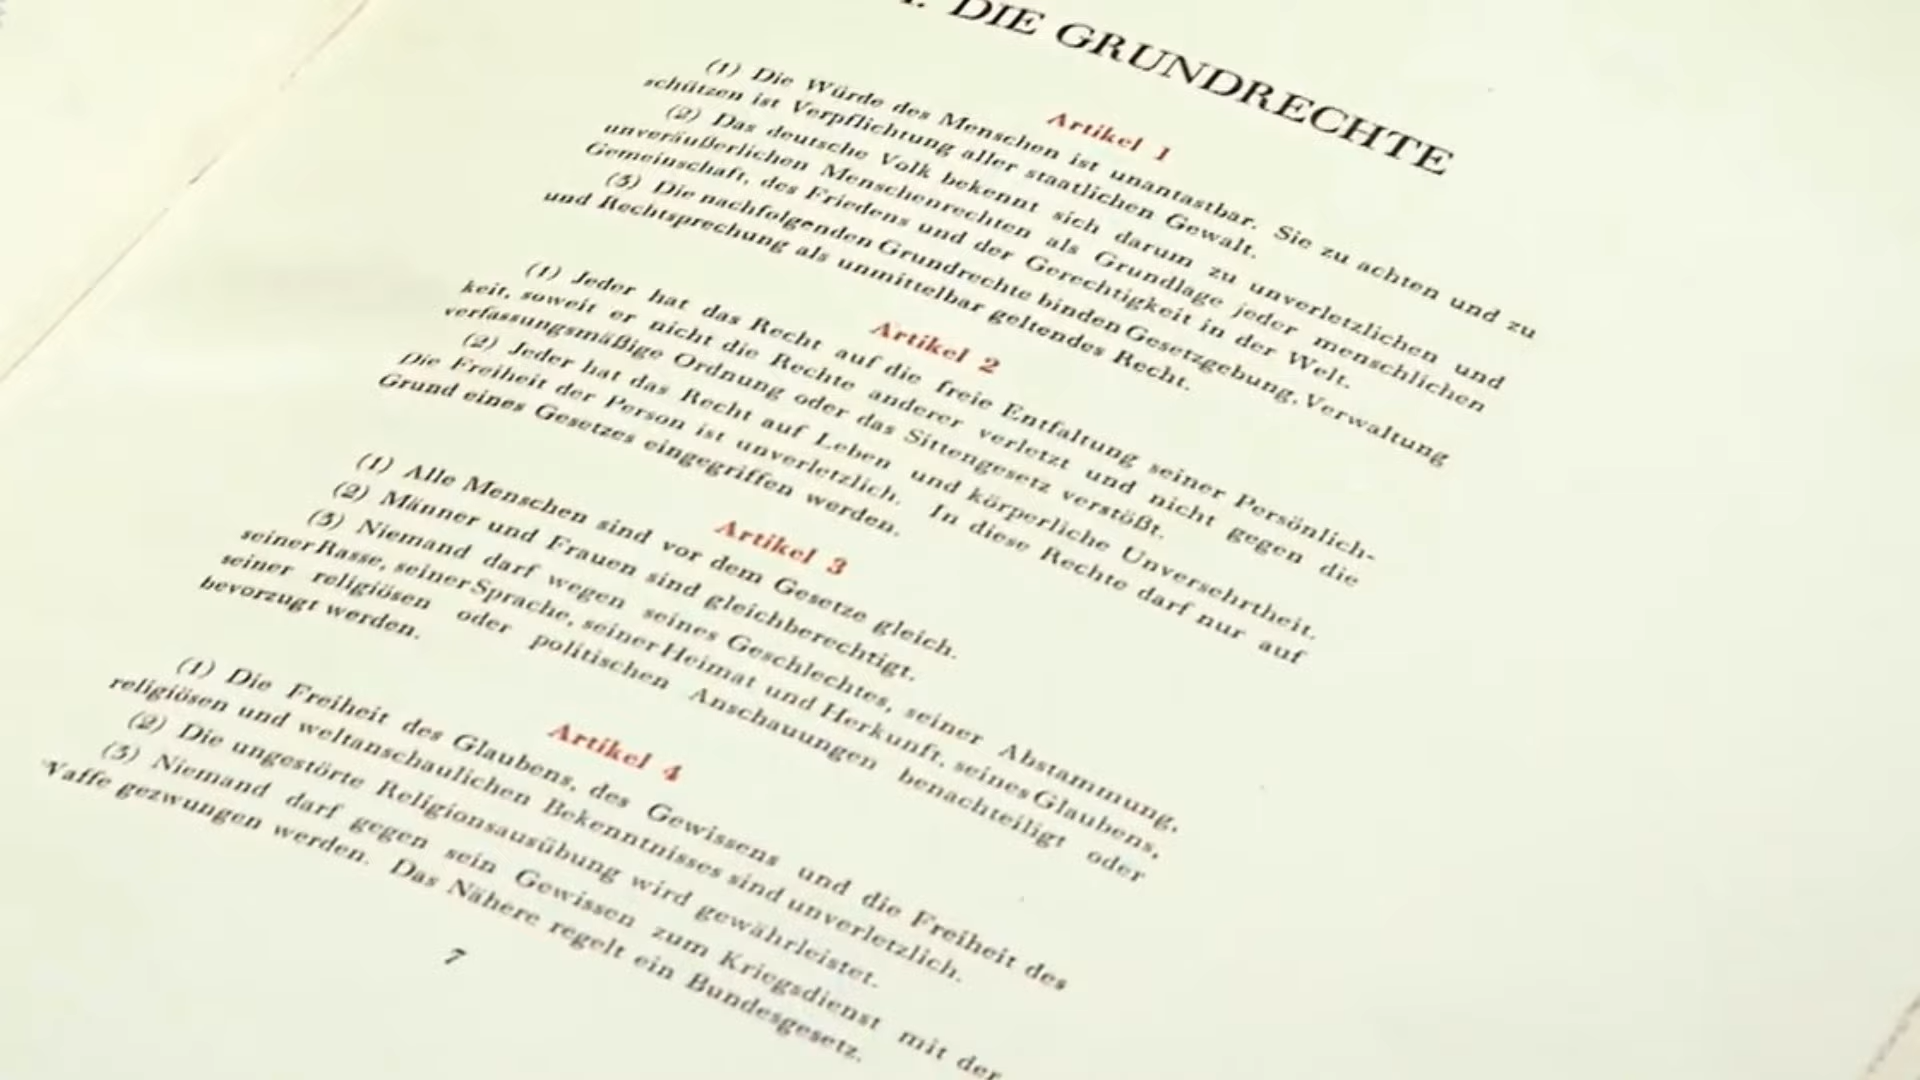 I. DIE GRUNDRECHTE
Artikel 1
(1) Die Würde des Menschen ist unantastbar. Sie zu achten und zu
schützen ist Verpflichtung aller staatlichen Gewalt.
(2) Das deutsche Volk bekennt sich darum zu unverletzlichen und
unveräußerlichen Menschenrechten als Grundlage jeder menschlichen
Gemeinschaft, des Friedens und der Gerechtigkeit in der Welt.
(3) Die nachfolgenden Grundrechte binden Gesetzgebung, Verwaltung
und Rechtsprechung als unmittelbar geltendes Recht.
Artikel 2
(1) Jeder hat das Recht auf die freie Entfaltung seiner Persönlich-
keit, soweit er nicht die Rechte anderer verletzt und nicht gegen die
verfassungsmäßige Ordnung oder das Sittengesetz verstößt.
(2) Jeder hat das Recht auf Leben und körperliche Unversehrtheit.
Die Freiheit der Person ist unverletzlich. In diese Rechte darf nur auf
Grund eines Gesetzes eingegriffen werden.
Artikel 3
(1) Alle Menschen sind vor dem Gesetze gleich.
(2) Männer und Frauen sind gleichberechtigt.
(3) Niemand darf wegen seines Geschlechtes, seiner Abstammung,
seiner Rasse, seiner Sprache, seiner Heimat und Herkunft, seines Glaubens,
seiner religiösen oder politischen Anschauungen benachteiligt oder
bevorzugt werden.
Artikel 4
(1) Die Freiheit des Glaubens, des Gewissens und die Freiheit des
religiösen und weltanschaulichen Bekenntnisses sind unverletzlich.
(2) Die ungestörte Religionsausübung wird gewährleistet.
(3) Niemand darf gegen sein Gewissen zum Kriegsdienst mit der
Waffe gezwungen werden. Das Nähere regelt ein Bundesgesetz.
7